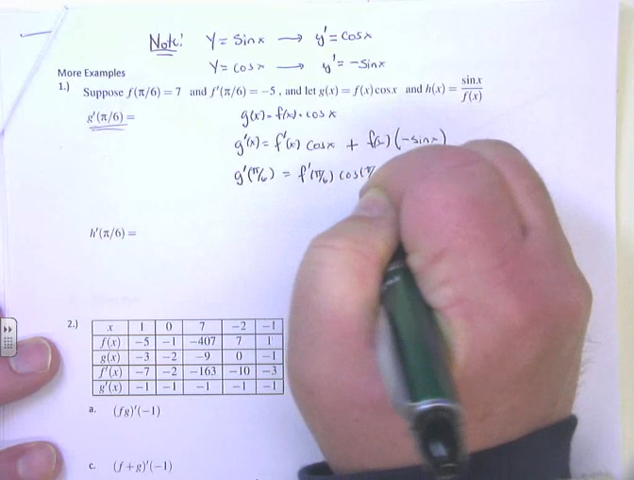 Note: y = sin x → y' = cos x
y = cos x → y' = -sin x
More Examples
1.) Suppose f(π/6) = 7 and f'(π/6) = -5, and let g(x) = f(x) cos x and h(x) = sin x / f(x)
g'(π/6) = g(x) = f(x) · cos x
g'(x) = f'(x) cos x + f(x) (-sin x)
g'(π/6) = f'(π/6) cos(π/
h'(π/6) =
2.) x 1 0 7 -2 -1
f(x) -5 -1 -407 7 1
g(x) -3 -2 -9 0 -1
f'(x) -7 -2 -163 -10 -3
g'(x) -1 -1 -1 -1 -1
a. (fg)'(-1)
c. (f + g)'(-1)